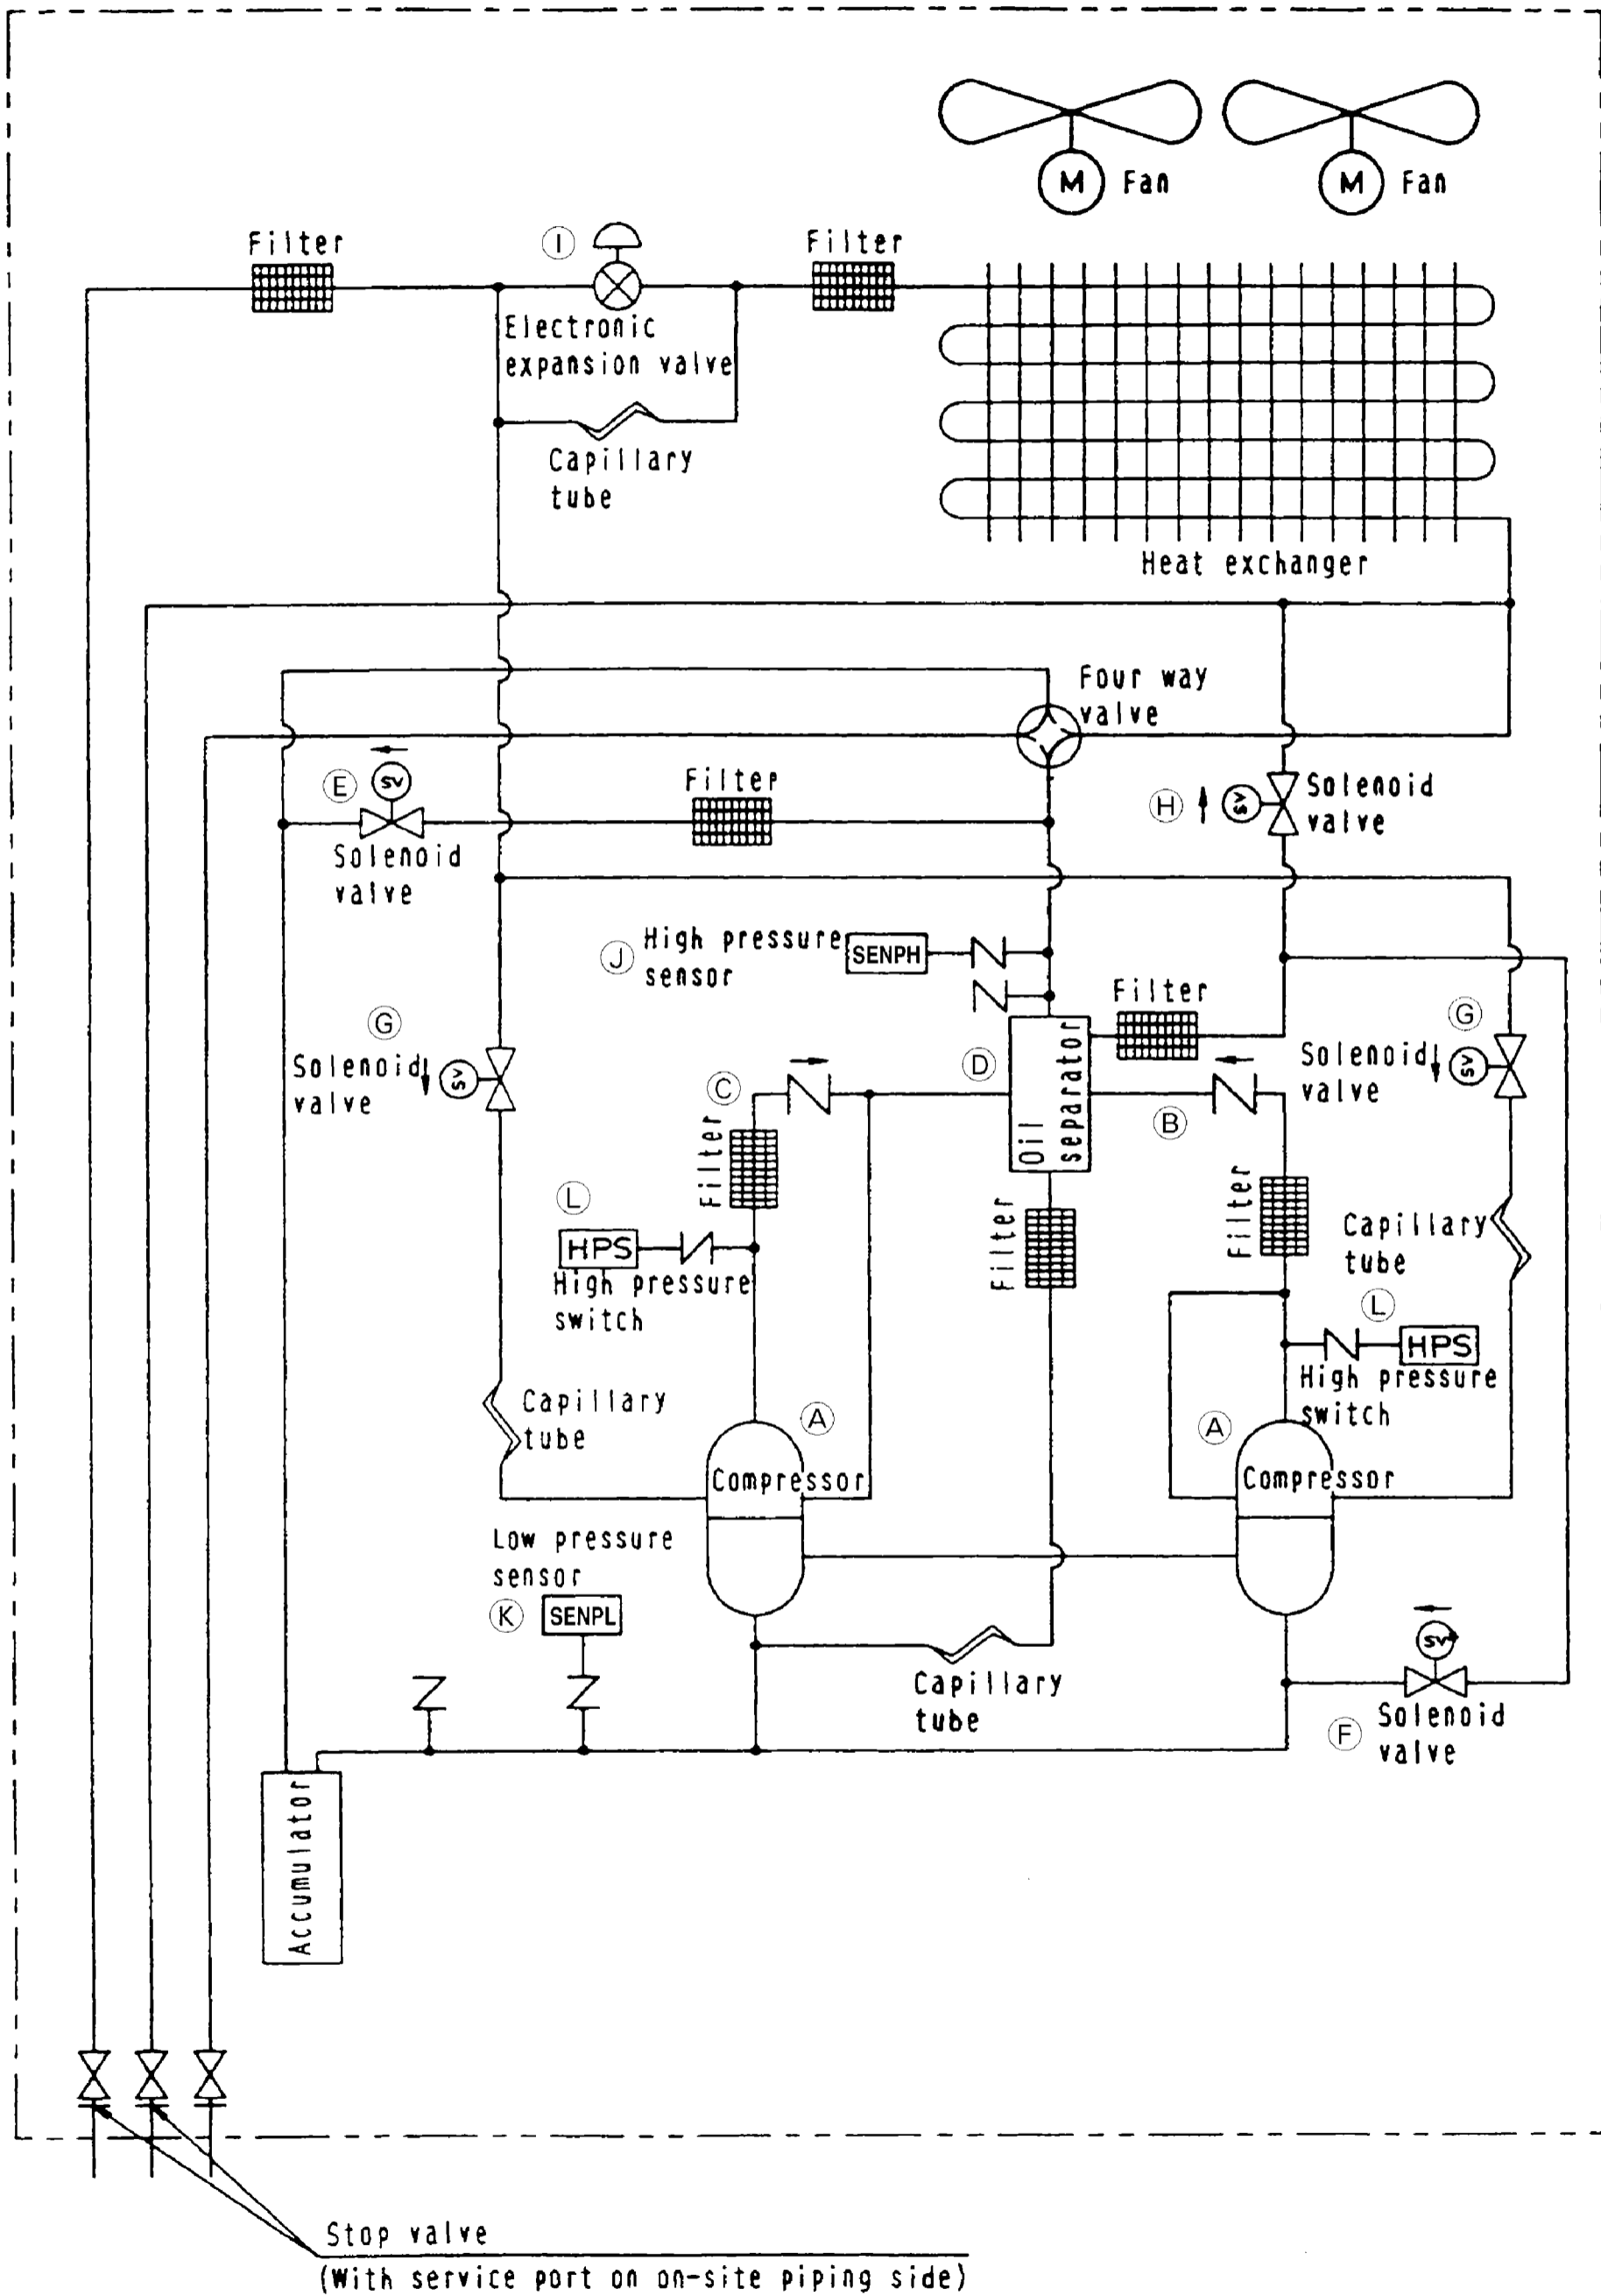 M Fan
M Fan
Filter
I
Filter
Electronic
expansion valve
Capillary
tube
Heat exchanger
Four way
valve
E
SV
Filter
Solenoid
valve
H
SV
Solenoid
valve
J
High pressure
sensor
SENPH
Filter
G
Solenoid
valve
SV
G
Solenoid
valve
SV
D
Oil
separator
C
B
Filter
Filter
Filter
L
HPS
High pressure
switch
Capillary
tube
L
HPS
High pressure
switch
Capillary
tube
A
Compressor
A
Compressor
Low pressure
sensor
K
SENPL
SV
Capillary
tube
F
Solenoid
valve
Accumulator
Stop valve
(With service port on on-site piping side)